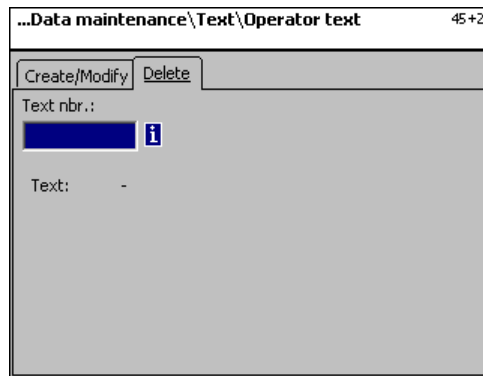 ...Data maintenance\Text\Operator text 45+2
Create/Modify Delete
Text nbr.:
i
Text: -